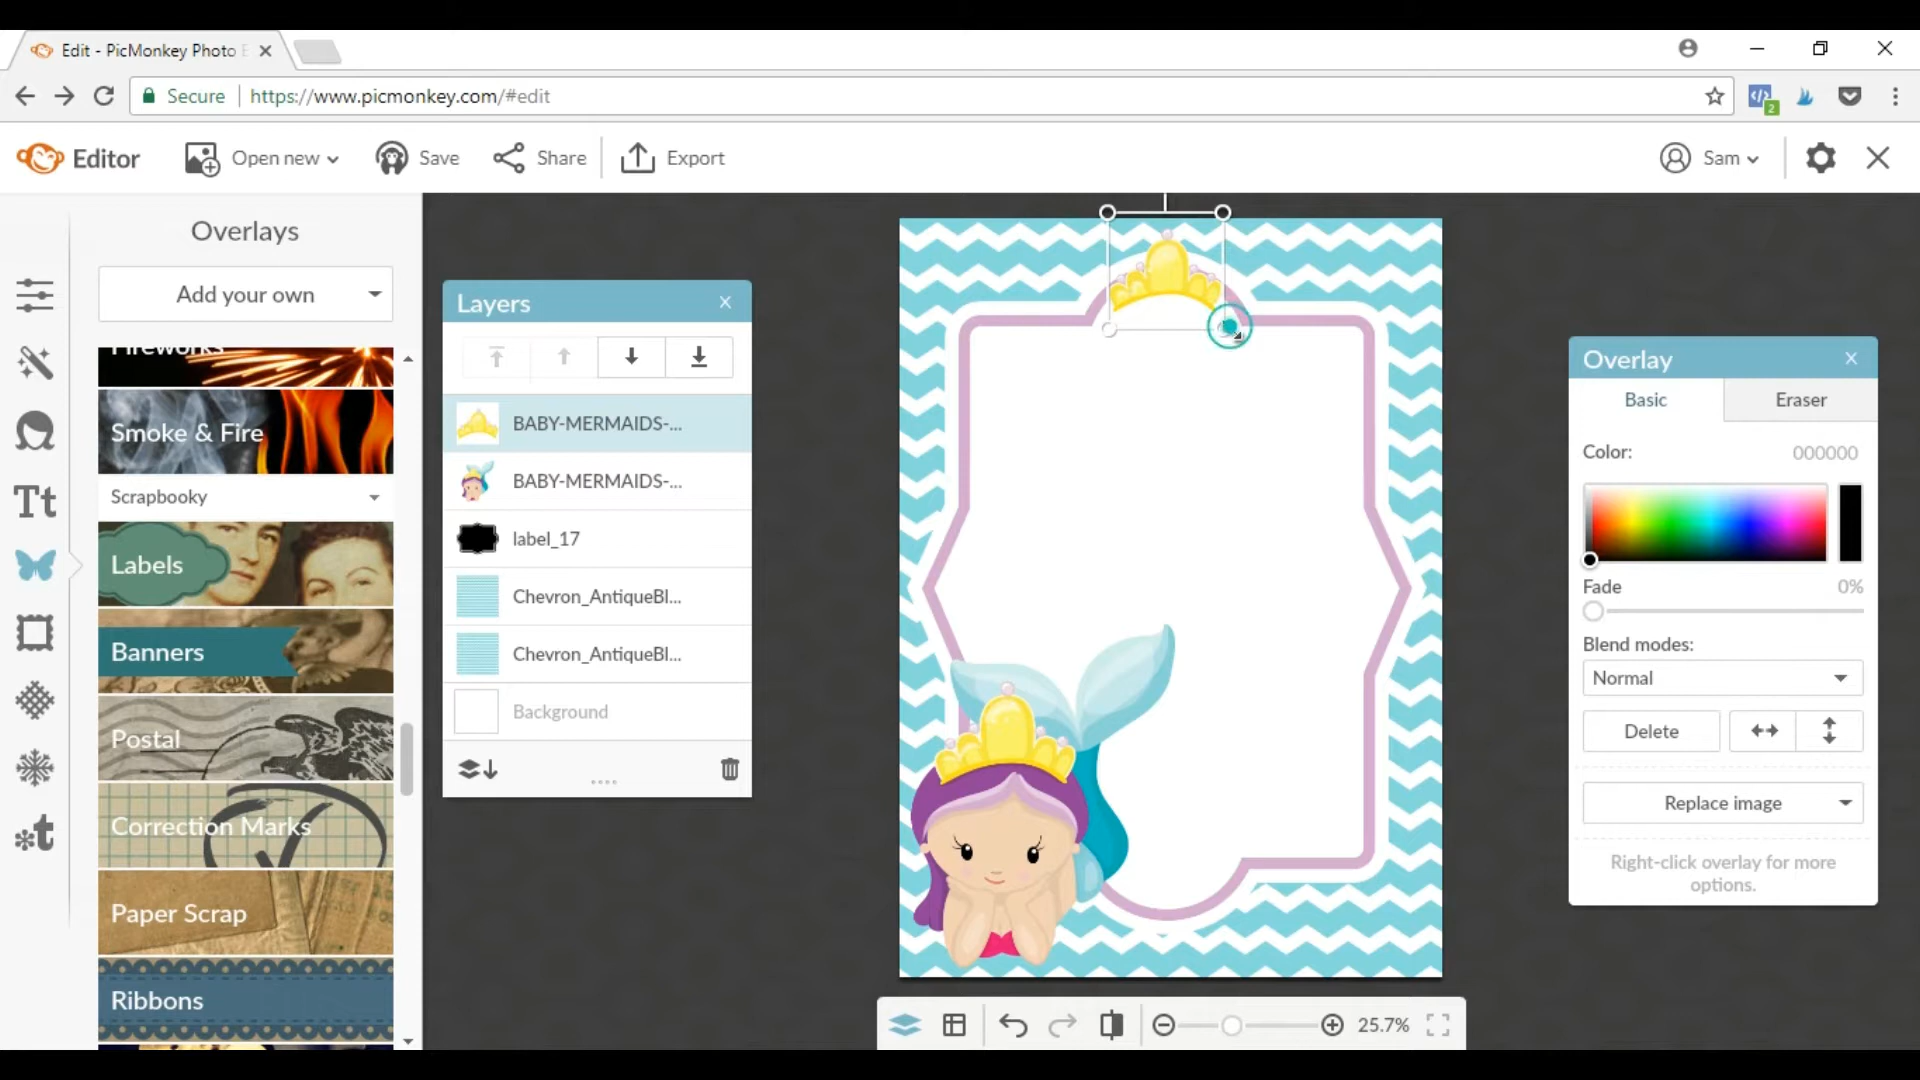 Edit - PicMonkey Photo E
Secure https://www.picmonkey.com/#edit
2
Editor Open new Save Share Export Sam
Overlays
Add your own
Fireworks
Smoke & Fire
Scrapbooky
Labels
Banners
Postal
Correction Marks
Paper Scrap
Ribbons
Tt
t
Layers
BABY-MERMAIDS-...
BABY-MERMAIDS-...
label_17
Chevron_AntiqueBl...
Chevron_AntiqueBl...
Background
Overlay
Basic Eraser
Color: 000000
Fade 0%
Blend modes:
Normal
Delete
Replace image
Right-click overlay for more
options.
25.7%